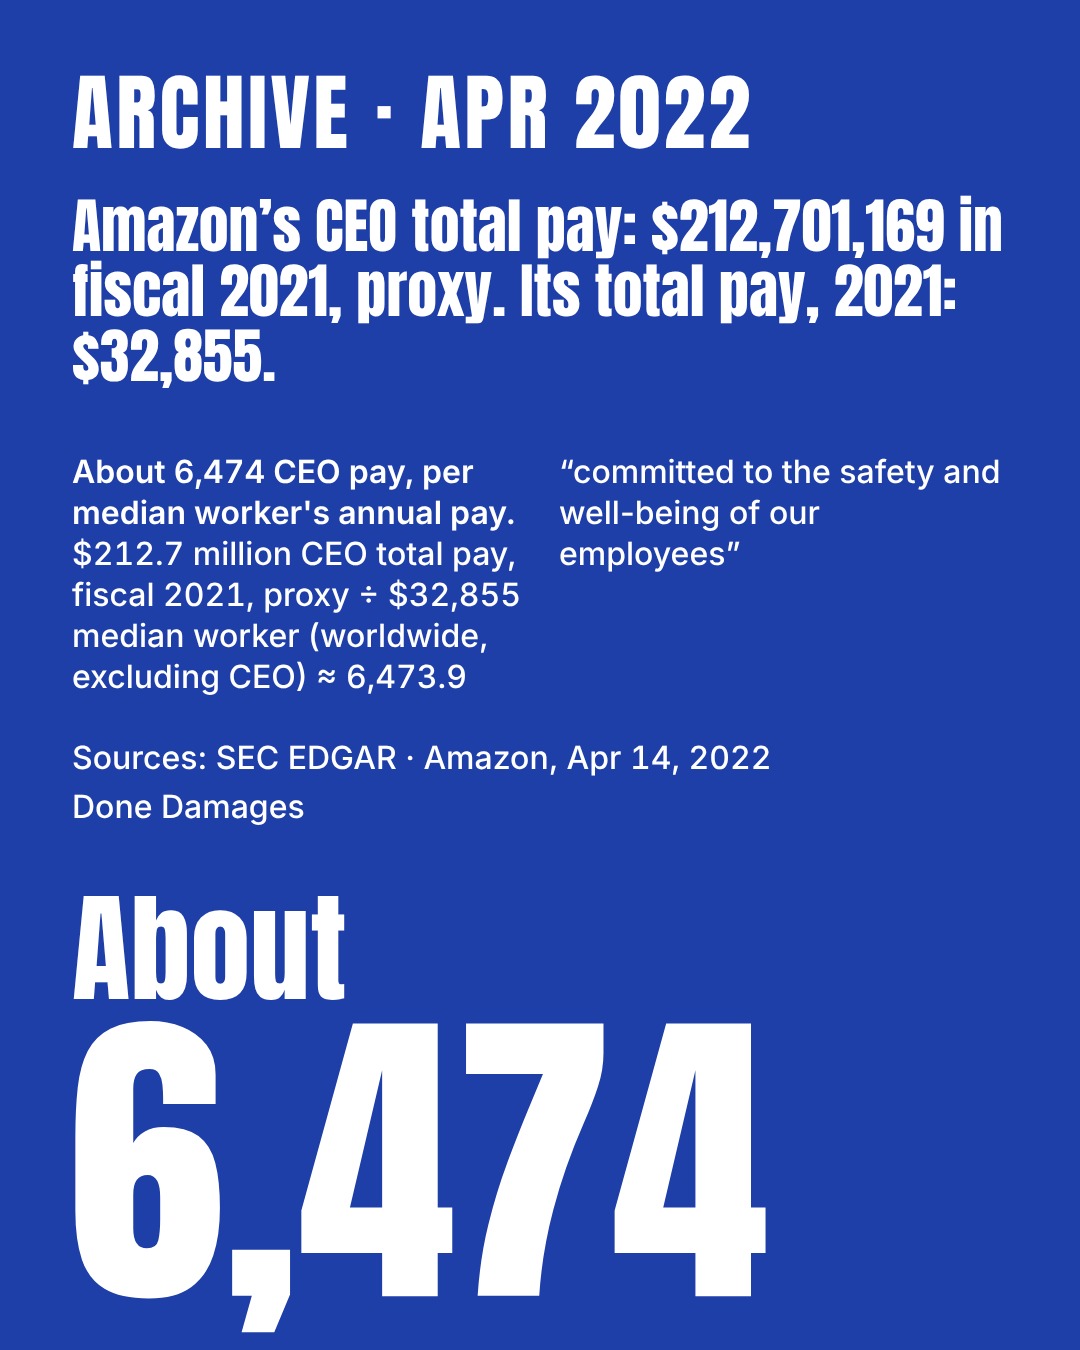 ARCHIVE · APR 2022
Amazon’s CEO total pay: $212,701,169 in
fiscal 2021, proxy. Its total pay, 2021:
$32,855.
About 6,474 CEO pay, per
median worker's annual pay.
$212.7 million CEO total pay,
fiscal 2021, proxy ÷ $32,855
median worker (worldwide,
excluding CEO) ≈ 6,473.9
“committed to the safety and
well-being of our
employees”
Sources: SEC EDGAR · Amazon, Apr 14, 2022
Done Damages
About
6,474